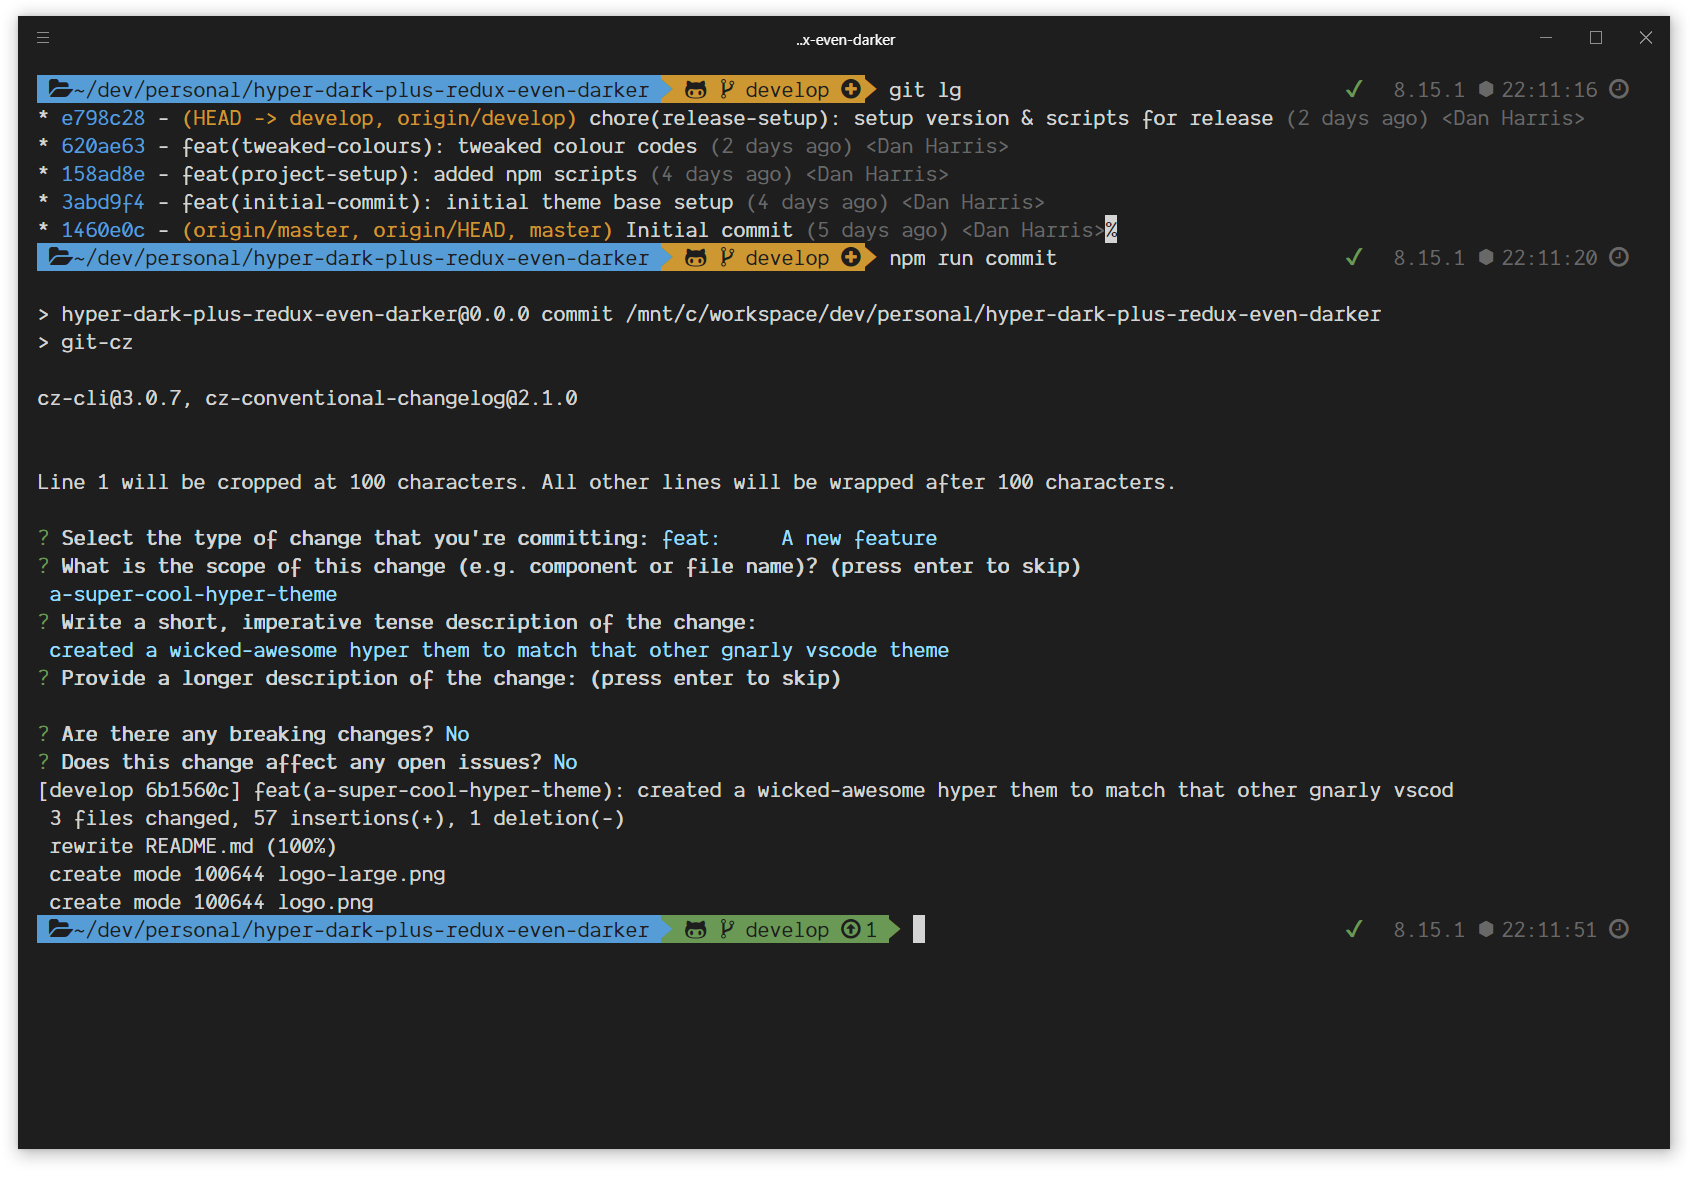 ..x-even-darker
~/dev/personal/hyper-dark-plus-redux-even-darker develop git lg ✓ 8.15.1 22:11:16
* e798c28 - (HEAD -> develop, origin/develop) chore(release-setup): setup version & scripts for release (2 days ago) <Dan Harris>
* 620ae63 - feat(tweaked-colours): tweaked colour codes (2 days ago) <Dan Harris>
* 158ad8e - feat(project-setup): added npm scripts (4 days ago) <Dan Harris>
* 3abd9f4 - feat(initial-commit): initial theme base setup (4 days ago) <Dan Harris>
* 1460e0c - (origin/master, origin/HEAD, master) Initial commit (5 days ago) <Dan Harris>%
~/dev/personal/hyper-dark-plus-redux-even-darker develop npm run commit ✓ 8.15.1 22:11:20
> hyper-dark-plus-redux-even-darker@0.0.0 commit /mnt/c/workspace/dev/personal/hyper-dark-plus-redux-even-darker
> git-cz
cz-cli@3.0.7, cz-conventional-changelog@2.1.0
Line 1 will be cropped at 100 characters. All other lines will be wrapped after 100 characters.
? Select the type of change that you're committing: feat:     A new feature
? What is the scope of this change (e.g. component or file name)? (press enter to skip)
a-super-cool-hyper-theme
? Write a short, imperative tense description of the change:
created a wicked-awesome hyper them to match that other gnarly vscode theme
? Provide a longer description of the change: (press enter to skip)
? Are there any breaking changes? No
? Does this change affect any open issues? No
[develop 6b1560c] feat(a-super-cool-hyper-theme): created a wicked-awesome hyper them to match that other gnarly vscod
3 files changed, 57 insertions(+), 1 deletion(-)
rewrite README.md (100%)
create mode 100644 logo-large.png
create mode 100644 logo.png
~/dev/personal/hyper-dark-plus-redux-even-darker develop 1 ✓ 8.15.1 22:11:51